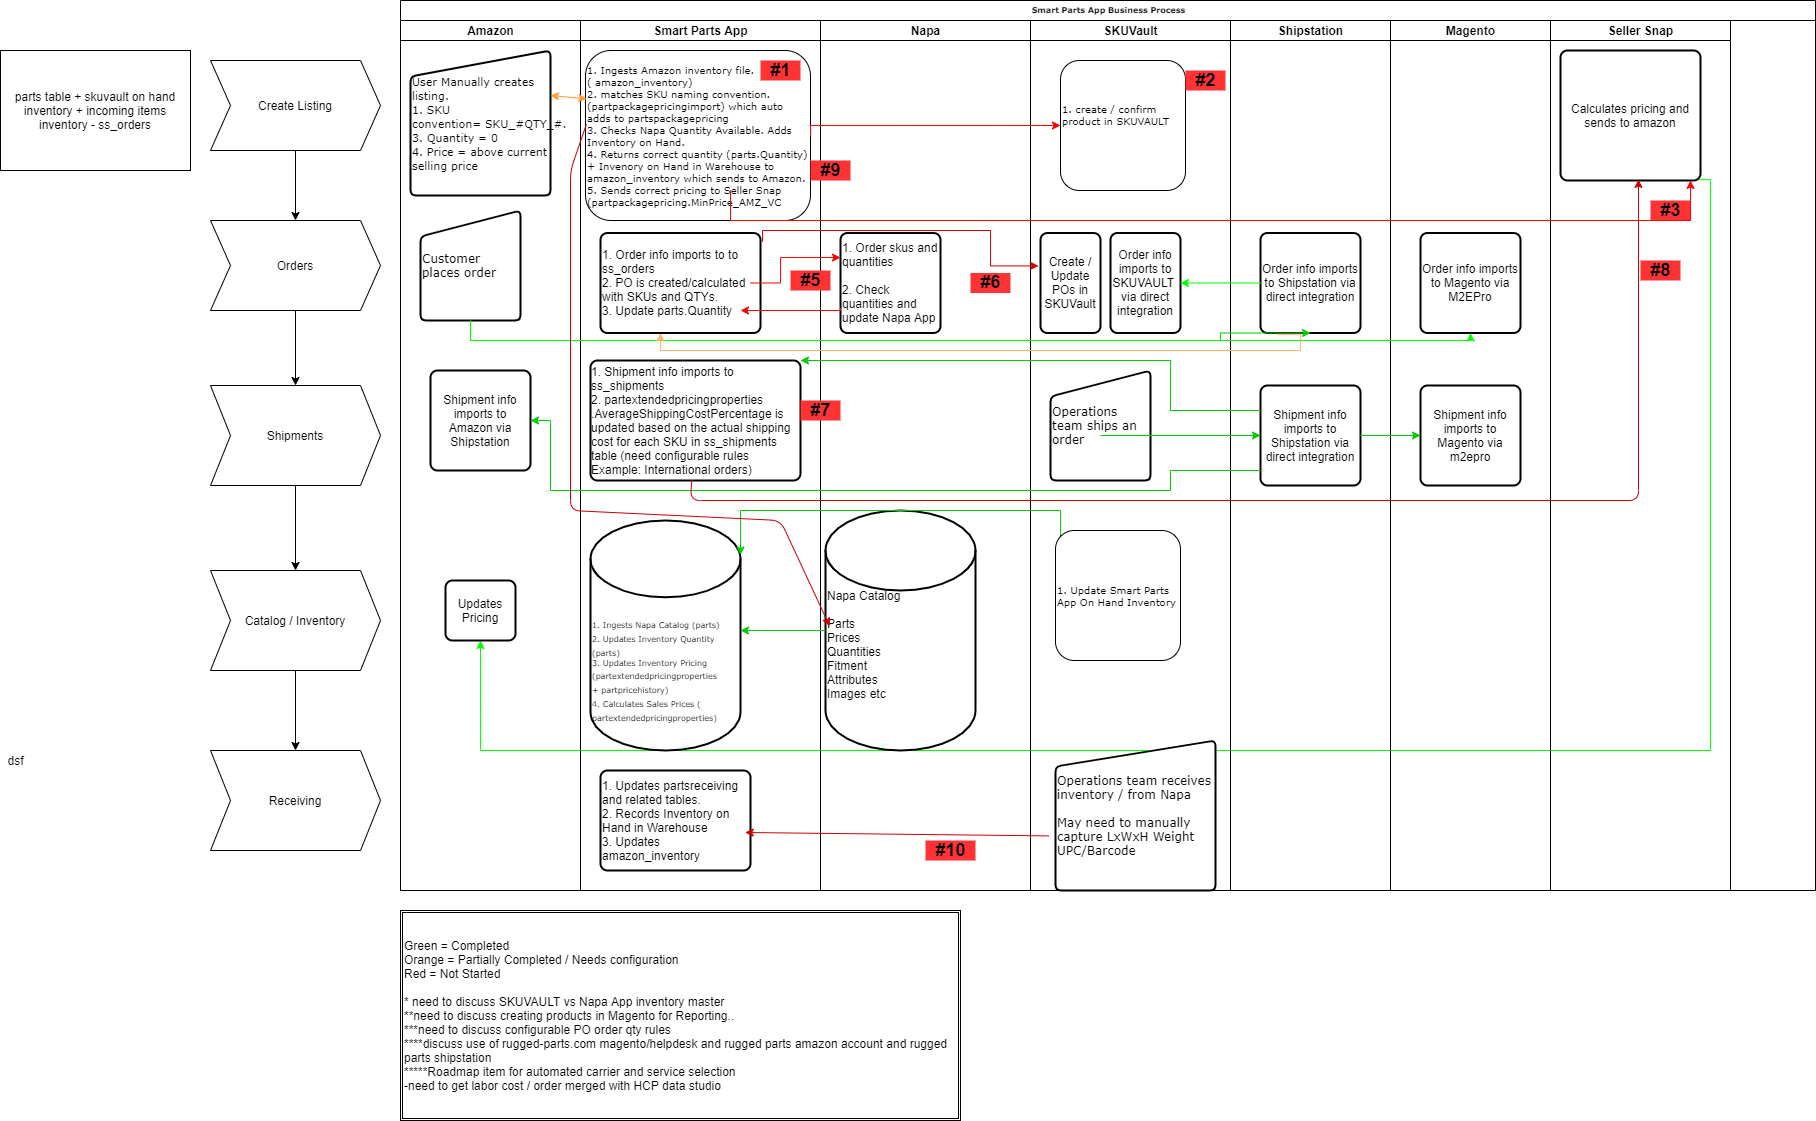 Smart Parts App Business Process
Amazon
Smart Parts App
Napa
SKUVault
Shipstation
Magento
Seller Snap
parts table + skuvault on hand
inventory + incoming items
inventory - ss_orders
Create Listing
User Manually creates
listing.
1. SKU
convention= SKU_#QTY_#.
3. Quantity = 0
4. Price = above current
selling price
#1
1. Ingests Amazon inventory file.
( amazon_inventory)
2. matches SKU naming convention.
(partpackagepricingimport) which auto
adds to partspackagepricing
3. Checks Napa Quantity Available. Adds
Inventory on Hand.
4. Returns correct quantity (parts.Quantity)
+ Invenory on Hand in Warehouse to
amazon_inventory which sends to Amazon.
5. Sends correct pricing to Seller Snap
(partpackagepricing.MinPrice_AMZ_VC
#9
#2
1. create / confirm
product in SKUVAULT
Calculates pricing and
sends to amazon
#3
Orders
Customer
places order
1. Order info imports to to
ss_orders
2. PO is created/calculated
with SKUs and QTYs.
3. Update parts.Quantity
#5
1. Order skus and
quantities
2. Check
quantities and
update Napa App
#6
Create /
Update
POs in
SKUVault
Order info
imports to
SKUVAULT
via direct
integration
Order info imports
to Shipstation via
direct integration
Order info imports
to Magento via
M2EPro
#8
Shipments
Shipment info
imports to
Amazon via
Shipstation
1. Shipment info imports to
ss_shipments
2. partextendedpricingproperties
.AverageShippingCostPercentage is
updated based on the actual shipping
cost for each SKU in ss_shipments
table (need configurable rules
Example: International orders)
#7
Operations
team ships an
order
Shipment info
imports to
Shipstation via
direct integration
Shipment info
imports to
Magento via
m2epro
Catalog / Inventory
Updates
Pricing
1. Ingests Napa Catalog (parts)
2. Updates Inventory Quantity
(parts)
3. Updates Inventory Pricing
(partextendedpricingproperties
+ partpricehistory)
4. Calculates Sales Prices (
partextendedpricingproperties)
Napa Catalog
Parts
Prices
Quantities
Fitment
Attributes
Images etc
1. Update Smart Parts
App On Hand Inventory
dsf
Receiving
1. Updates partsreceiving
and related tables.
2. Records Inventory on
Hand in Warehouse
3. Updates
amazon_inventory
#10
Operations team receives
inventory / from Napa
May need to manually
capture LxWxH Weight
UPC/Barcode
Green = Completed
Orange = Partially Completed / Needs configuration
Red = Not Started
* need to discuss SKUVAULT vs Napa App inventory master
**need to discuss creating products in Magento for Reporting..
***need to discuss configurable PO order qty rules
****discuss use of rugged-parts.com magento/helpdesk and rugged parts amazon account and rugged
parts shipstation
*****Roadmap item for automated carrier and service selection
-need to get labor cost / order merged with HCP data studio